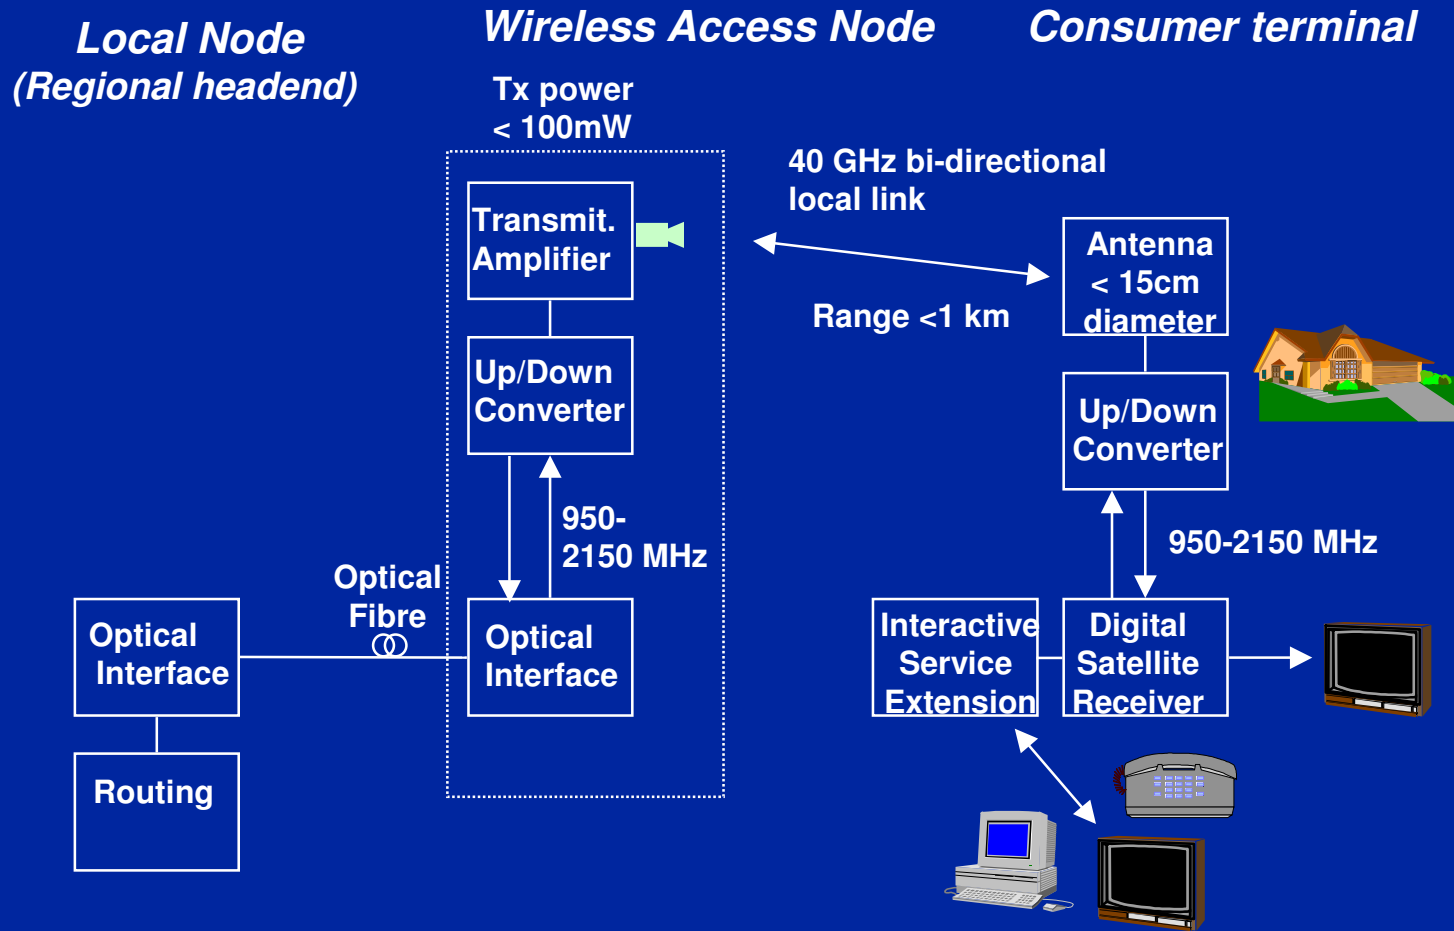 Local Node
(Regional headend)
Wireless Access Node
Consumer terminal
Tx power
< 100mW
Transmit.
Amplifier
Up/Down
Converter
950-
2150 MHz
Optical
Fibre
Optical
Interface
Optical
Interface
Routing
40 GHz bi-directional
local link
Range <1 km
Antenna
< 15cm
diameter
Up/Down
Converter
950-2150 MHz
Interactive
Service
Extension
Digital
Satellite
Receiver